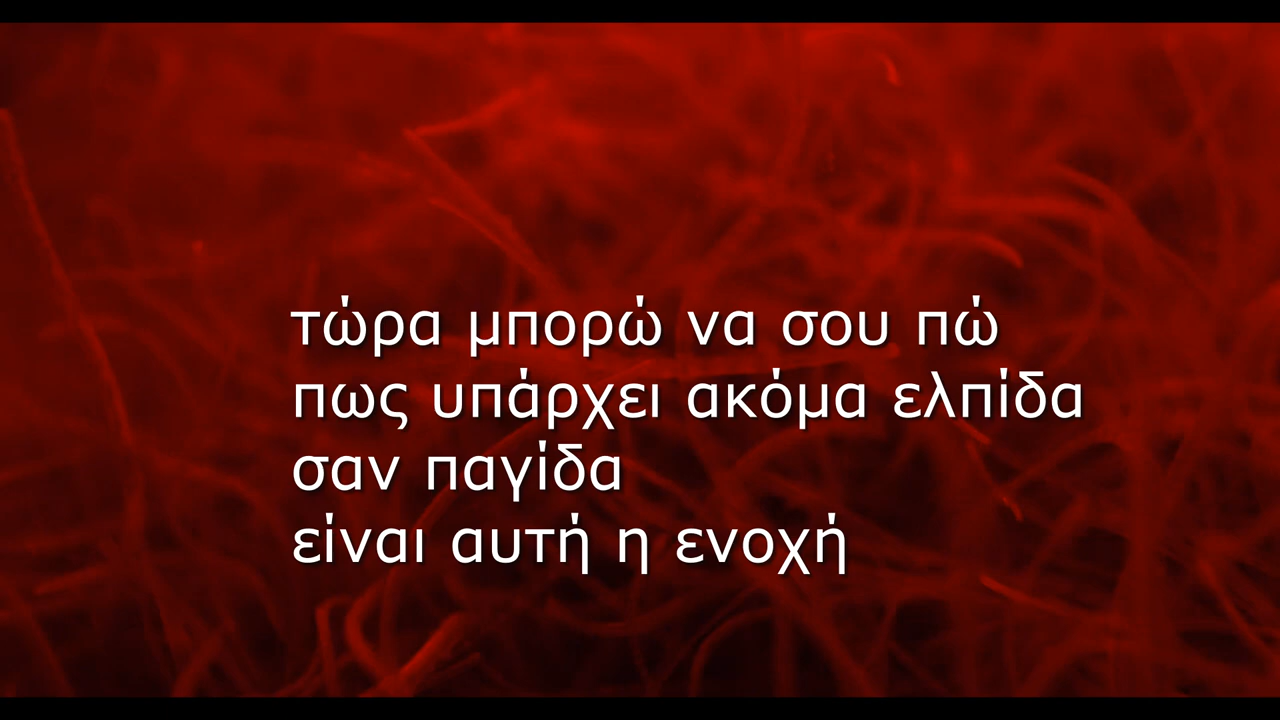 τώρα μπορώ να σου πώ
πως υπάρχει ακόμα ελπίδα
σαν παγίδα
είναι αυτή η ενοχή